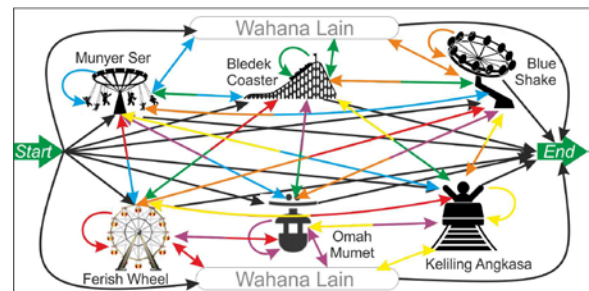 Wahana Lain
Munyer Ser
Bledek
Coaster
Blue
Shake
Start
End
Ferish Wheel
Omah
Mumet
Keliling Angkasa
Wahana Lain